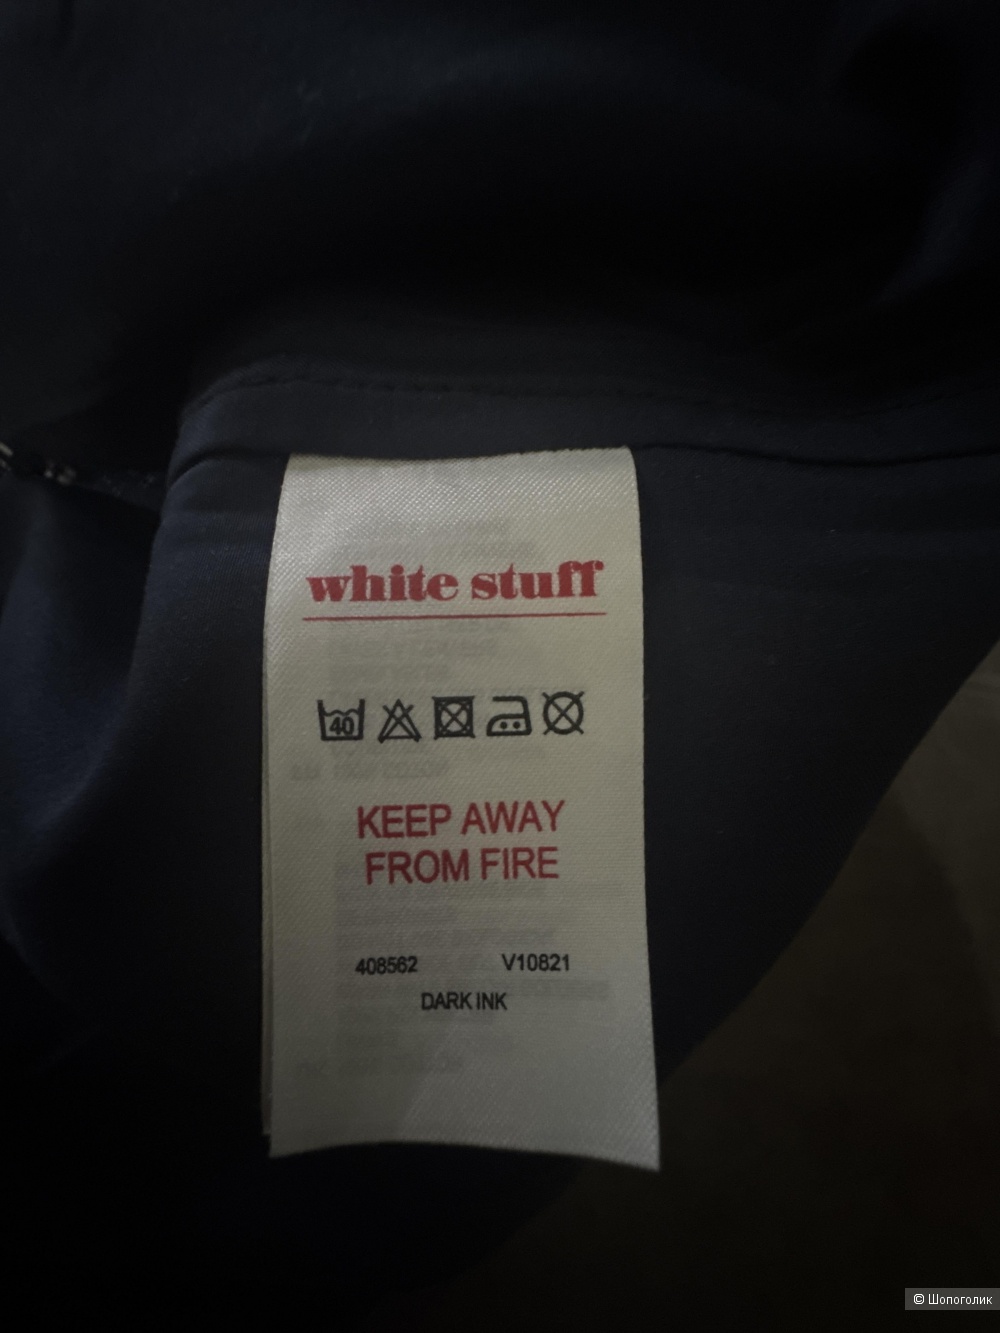 white stuff
40
KEEP AWAY
FROM FIRE
408562 V10821
DARK INK
© Шопоголик